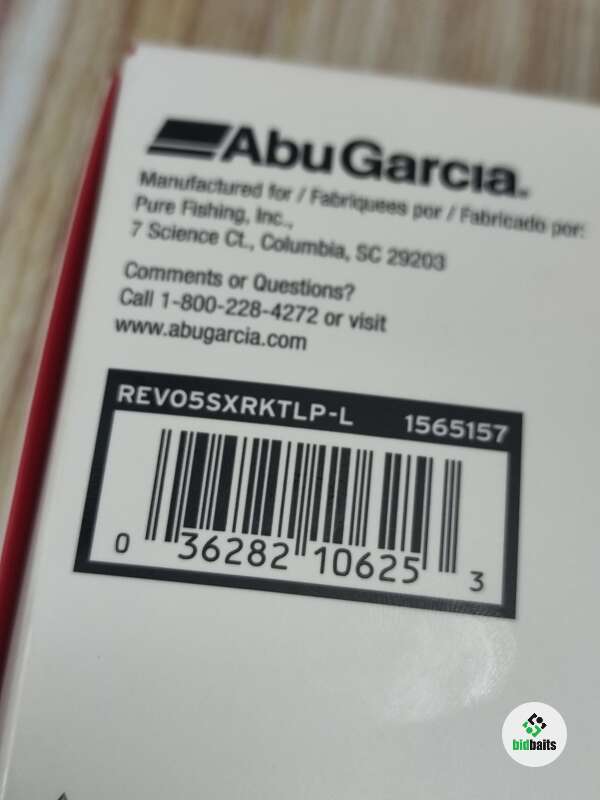 AbuGarcia.
Manufactured for / Fabriquees por / Fabricado por:
Pure Fishing, Inc.,
7 Science Ct., Columbia, SC 29203
Comments or Questions?
Call 1-800-228-4272 or visit
www.abugarcia.com
REVO5SXRKTLP-L 1565157
0 36282 10625 3
bidbaits